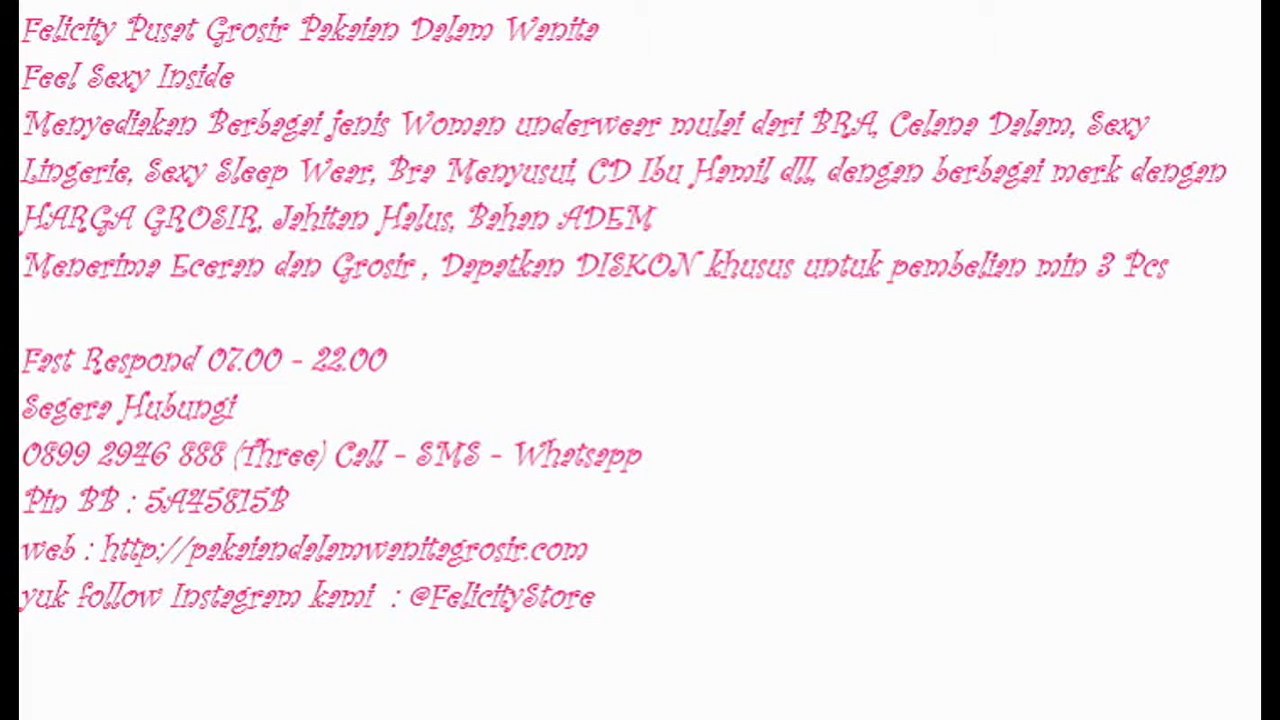 Felicity Pusat Grosir Pakaian Dalam Wanita
Feel Sexy Inside
Menyediakan Berbagai jenis Woman underwear mulai dari BRA, Celana Dalam, Sexy
Lingerie, Sexy Sleep Wear, Bra Menyusui, CD Ibu Hamil dll, dengan berbagai merk dengan
HARGA GROSIR, Jahitan Halus, Bahan ADEM
Menerima Eceran dan Grosir , Dapatkan DISKON khusus untuk pembelian min 3 Pcs
Fast Respond 07.00 - 22.00
Segera Hubungi
0899 2946 888 (Three) Call - SMS - Whatsapp
Pin BB : 5A45815B
web : http://pakaiandalamwanitagrosir.com
yuk follow Instagram kami : @FelicityStore